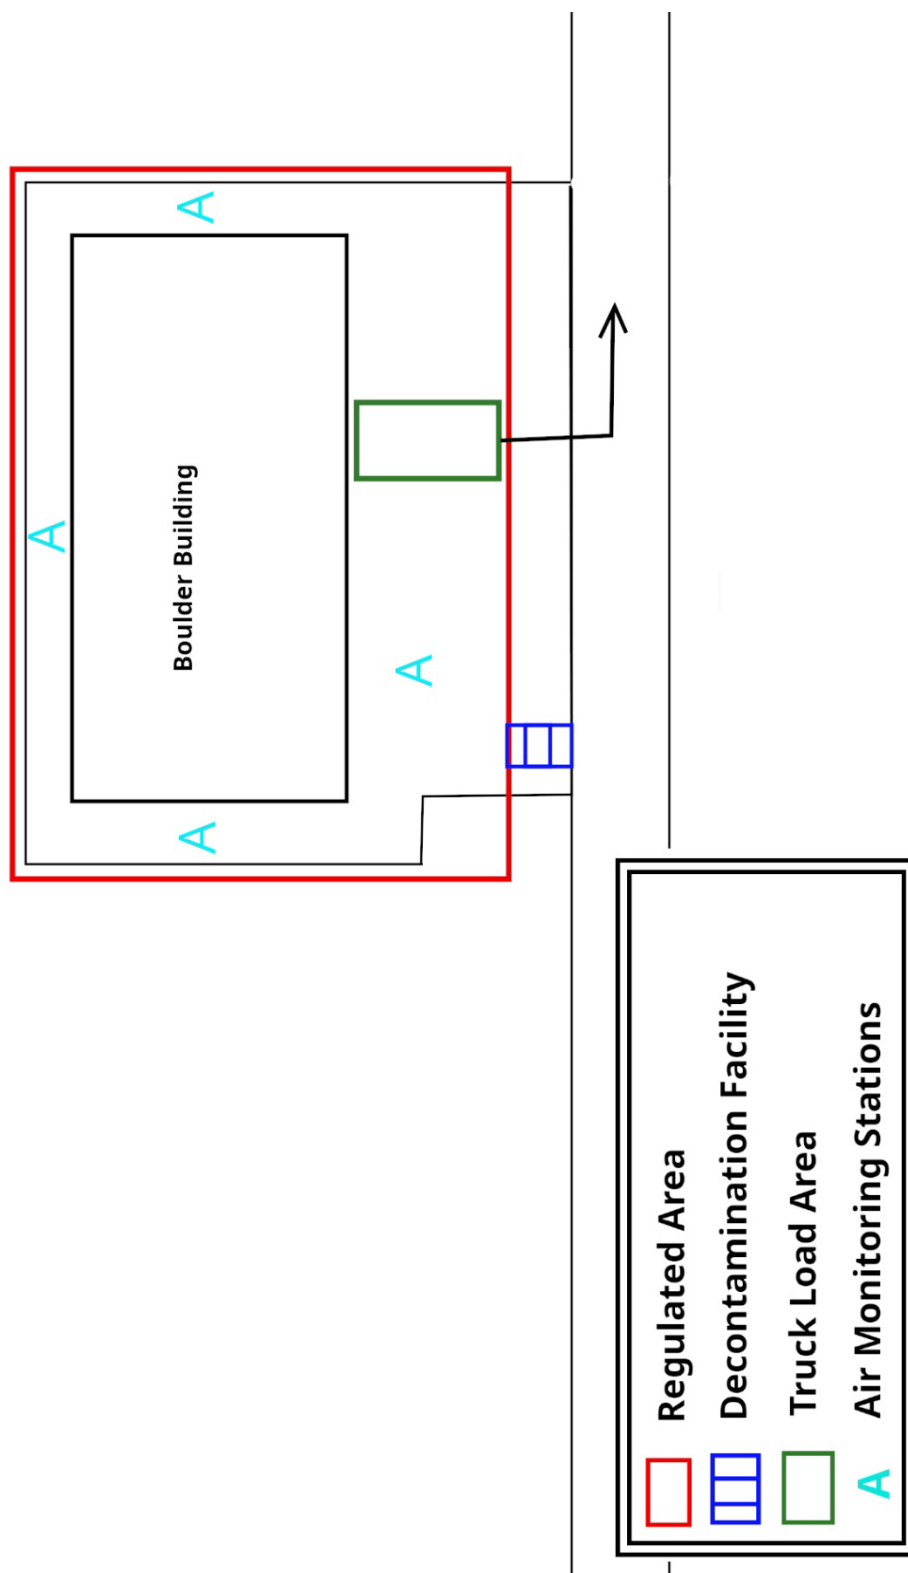 A
A
Boulder Building
A
A
Regulated Area
Decontamination Facility
Truck Load Area
A Air Monitoring Stations